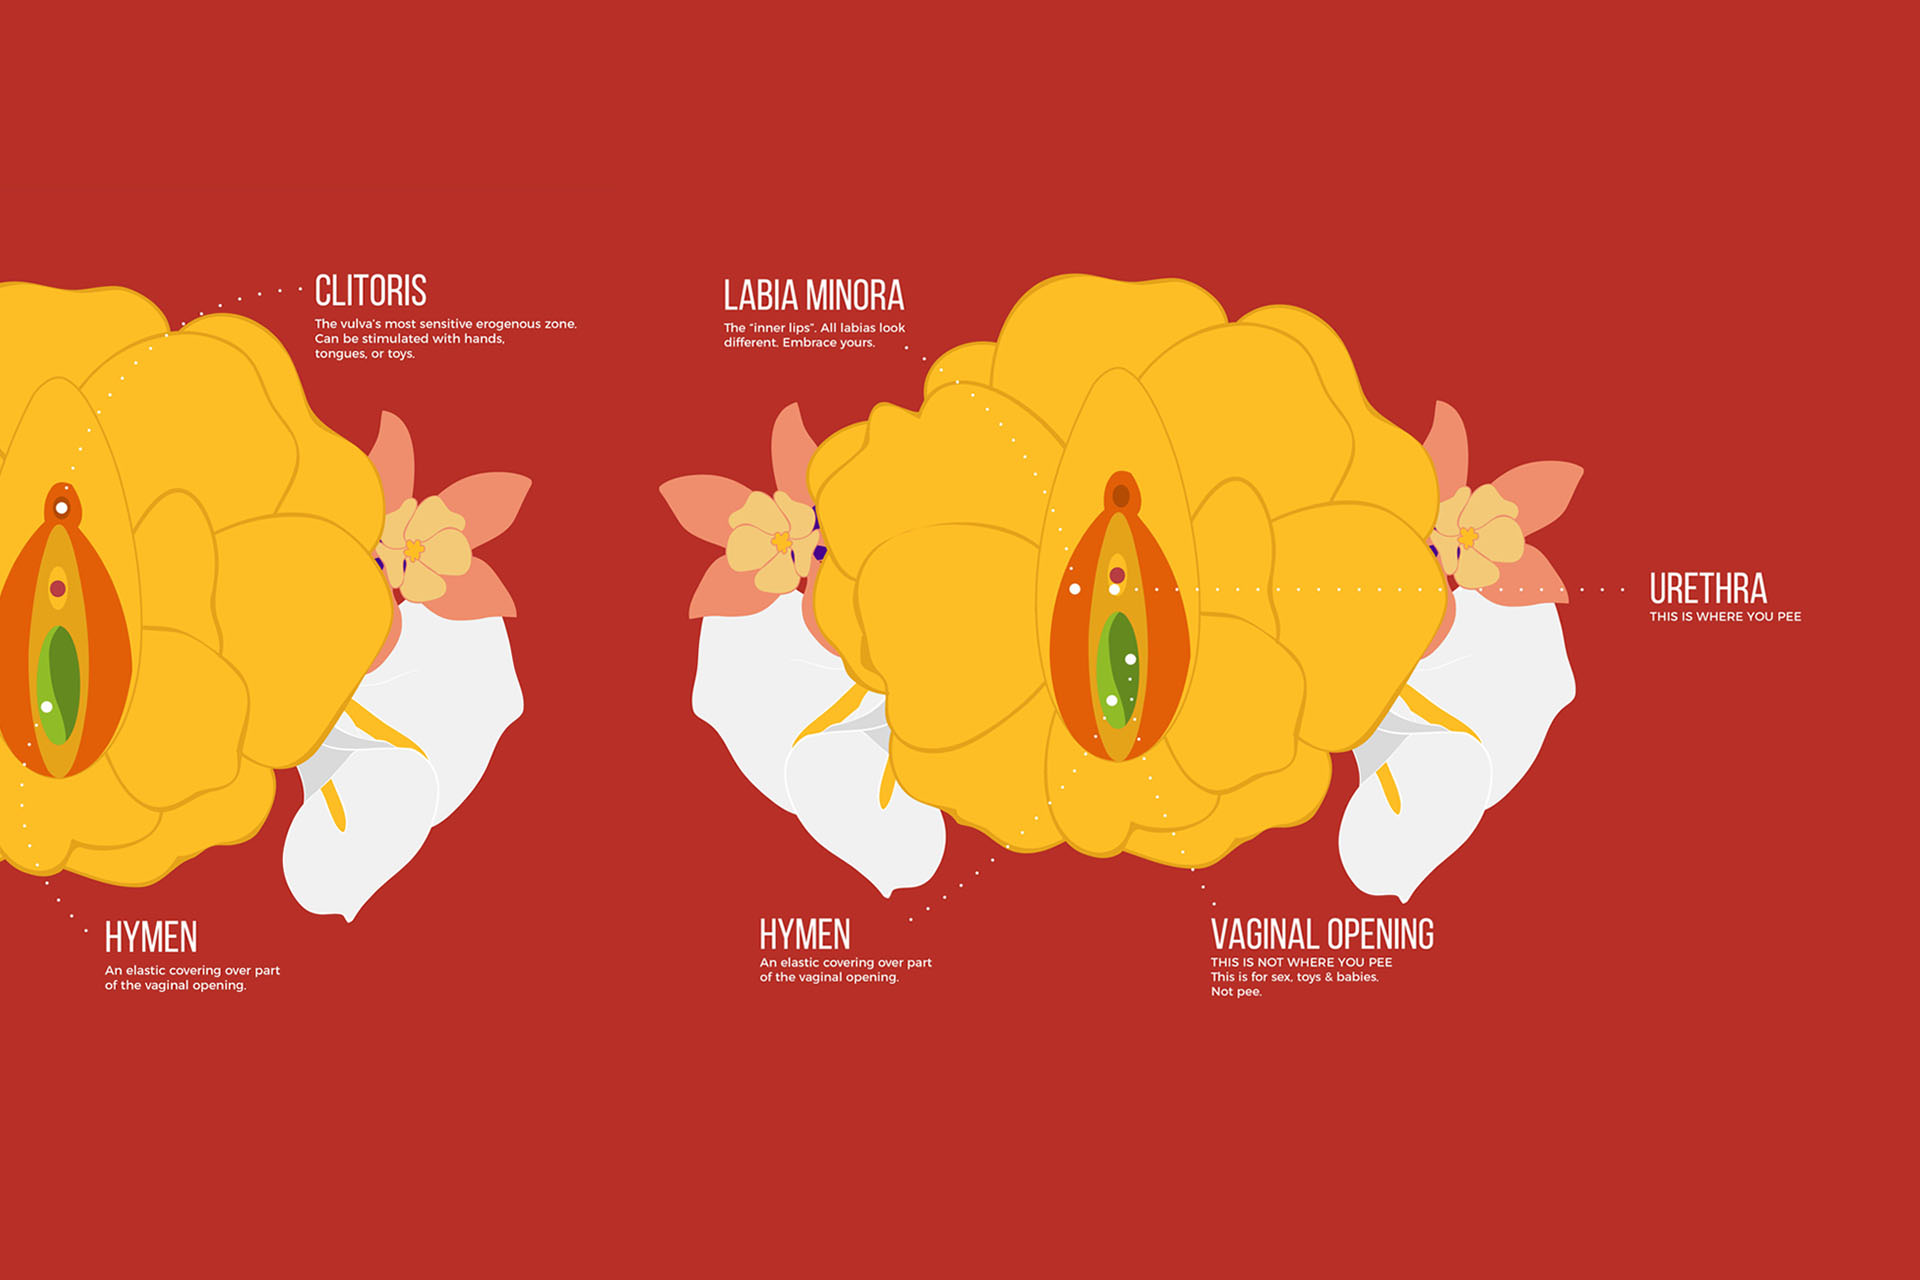 CLITORIS
The vulva's most sensitive erogenous zone.
Can be stimulated with hands,
tongues, or toys.
HYMEN
An elastic covering over part
of the vaginal opening.
LABIA MINORA
The "inner lips". All labias look
different. Embrace yours.
URETHRA
THIS IS WHERE YOU PEE
HYMEN
An elastic covering over part
of the vaginal opening.
VAGINAL OPENING
THIS IS NOT WHERE YOU PEE
This is for sex, toys & babies.
Not pee.